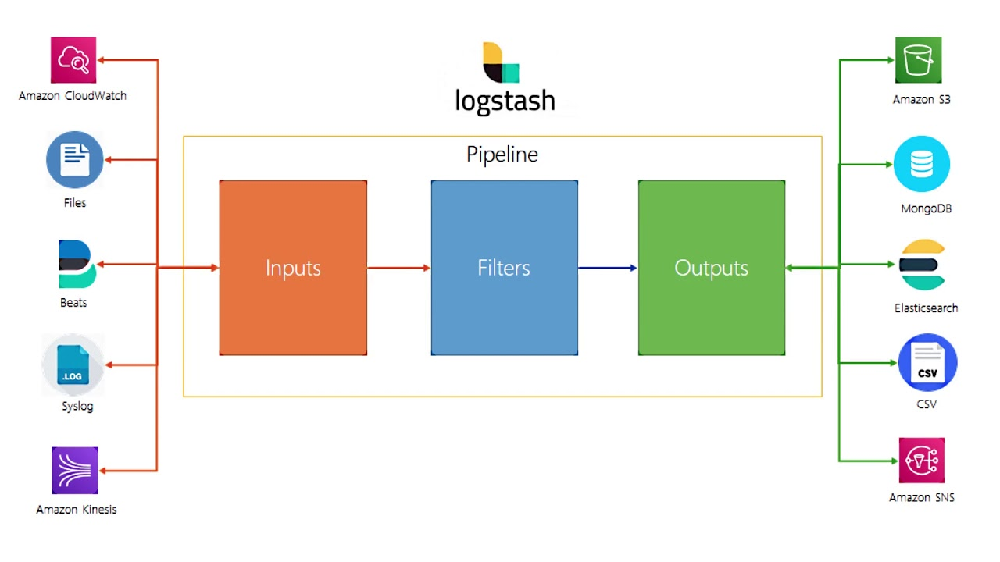 logstash
Pipeline
Amazon CloudWatch
Files
Beats
.LOG
Syslog
Amazon Kinesis
Inputs
Filters
Outputs
Amazon S3
MongoDB
Elasticsearch
CSV
CSV
Amazon SNS